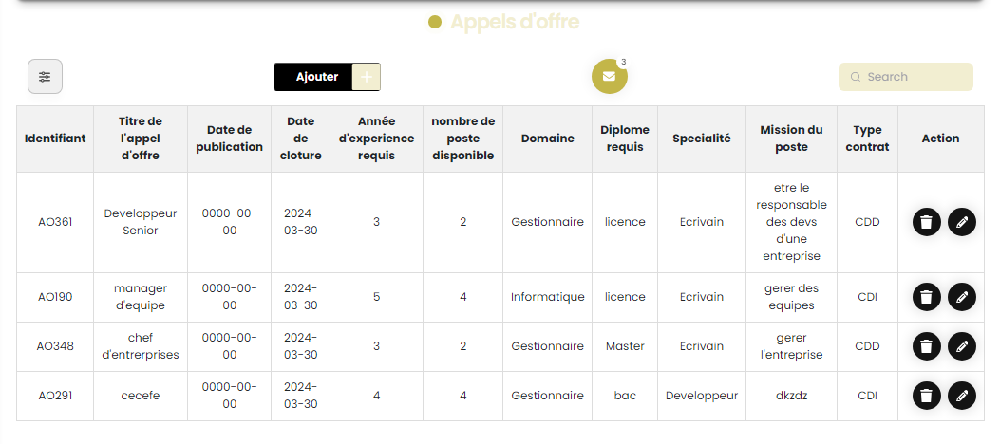 Appels d'offre
Ajouter +
3
Search
Identifiant
Titre de
l'appel
d'offre
Date de
publication
Date
de
cloture
Année
d'experience
requis
nombre de
poste
disponible
Domaine
Diplome
requis
Specialité
Mission du
poste
Type
contrat
Action
AO361
Developpeur
Senior
0000-00-
00
2024-
03-30
3
2
Gestionnaire
licence
Ecrivain
etre le
responsable
des devs
d'une
entreprise
CDD
AO190
manager
d'equipe
0000-00-
00
2024-
03-30
5
4
Informatique
licence
Ecrivain
gerer des
equipes
CDI
AO348
chef
d'entrerprises
0000-00-
00
2024-
03-30
3
2
Gestionnaire
Master
Ecrivain
gerer
l'entreprise
CDD
AO291
cecefe
0000-00-
00
2024-
03-30
4
4
Gestionnaire
bac
Developpeur
dkzdz
CDI